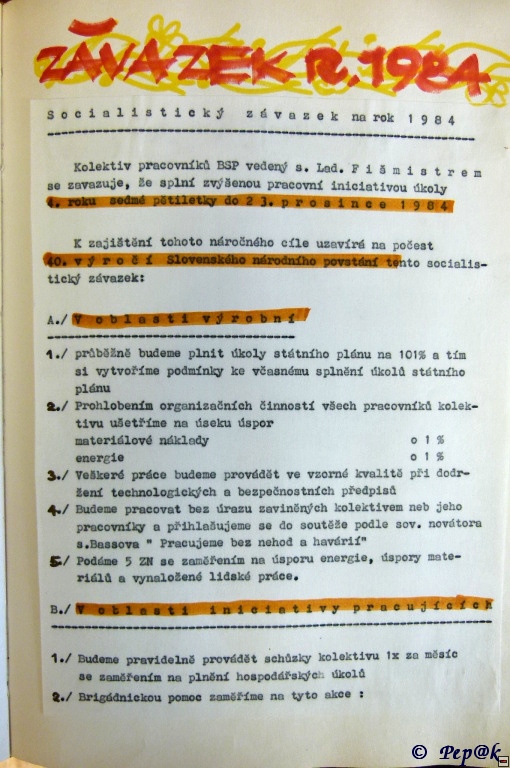 ZÁVAZEK R. 1984
Socialistický závazek na rok 1984
Kolektiv pracovníků BSP vedený s. Lad. Fišmistrem
se zavazuje, že splní zvýšenou pracovní iniciativou úkoly
4. roku sedmé pětiletky do 23. prosince 1984
K zajištění tohoto náročného cíle uzavírá na počest
40. výročí Slovenského národního povstání tento socialis-
tický závazek:
A./ V oblasti výrobní
1./ průběžně budeme plnit úkoly státního plánu na 101% a tím
si vytvoříme podmínky ke včasnému splnění úkolů státního
plánu
2./ Prohlobením organizačních činností všech pracovníků kolek-
tivu ušetříme na úseku úspor
materiálové náklady o 1 %
energie o 1 %
3./ Veškeré práce budeme provádět ve vzorné kvalitě při dodr-
žení technologických a bezpečnostních předpisů
4./ Budeme pracovat bez úrazu zaviněných kolektivem neb jeho
pracovníky a přihlašujeme se do soutěže podle sov. novátora
s.Bassova " Pracujeme bez nehod a havárií"
5./ Podáme 5 ZN se zaměřením na úsporu energie, úspory mate-
riálů a vynaložené lidské práce.
B./ V oblasti iniciativy pracujících
1./ Budeme pravidelně provádět schůzky kolektivu 1x za měsíc
se zaměřením na plnění hospodářských úkolů
2./ Brigádnickou pomoc zaměříme na tyto akce :
© Pep@k